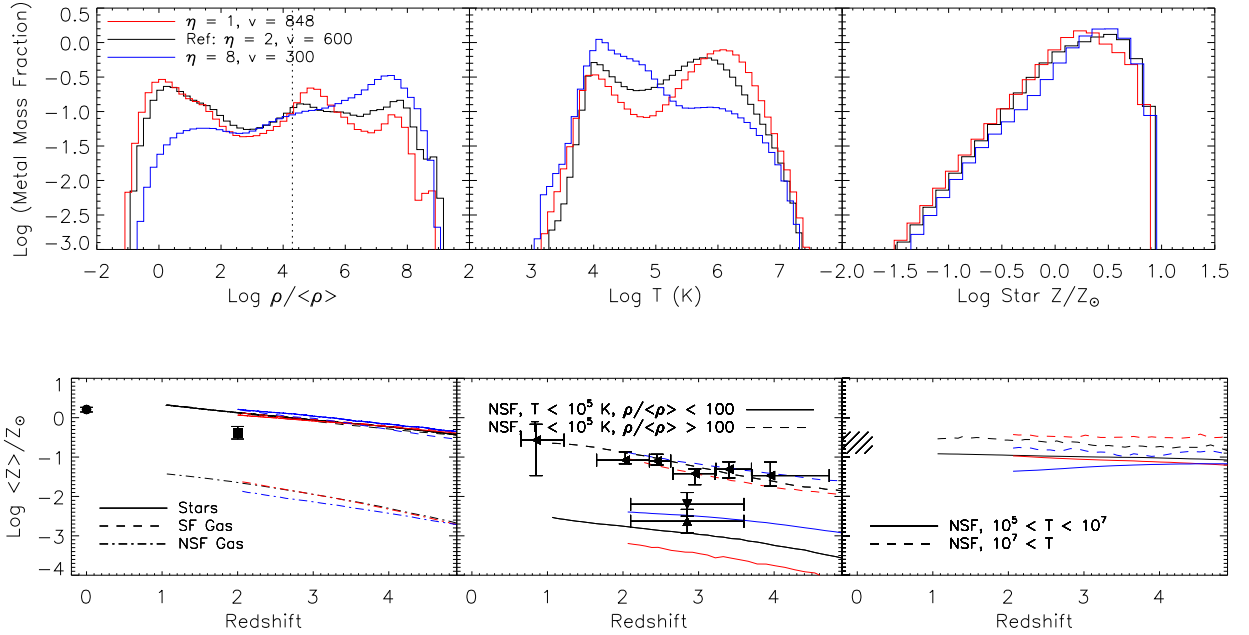 η = 1, v = 848
Ref: η = 2, v = 600
η = 8, v = 300
Log (Metal Mass Fraction)
0.0
-0.5
-1.0
-1.5
-2.0
-2.5
-3.0
-2 0 2 4 6 8
Log ρ/<ρ>
3 4 5 6 7
Log T (K)
-2.0 -1.5 -1.0 -0.5 0.0 0.5 1.0 1.5
Log Star Z/Z⊙
Log <Z>/Z⊙
1
0
-1
-2
-3
-4
Stars
SF Gas
NSF Gas
0 1 2 3 4
Redshift
NSF, T < 10⁵ K, ρ/<ρ> < 100
NSF, T < 10⁵ K, ρ/<ρ> > 100
0 1 2 3 4
Redshift
NSF, 10⁵ < T < 10⁷
NSF, 10⁷ < T
0 1 2 3 4
Redshift